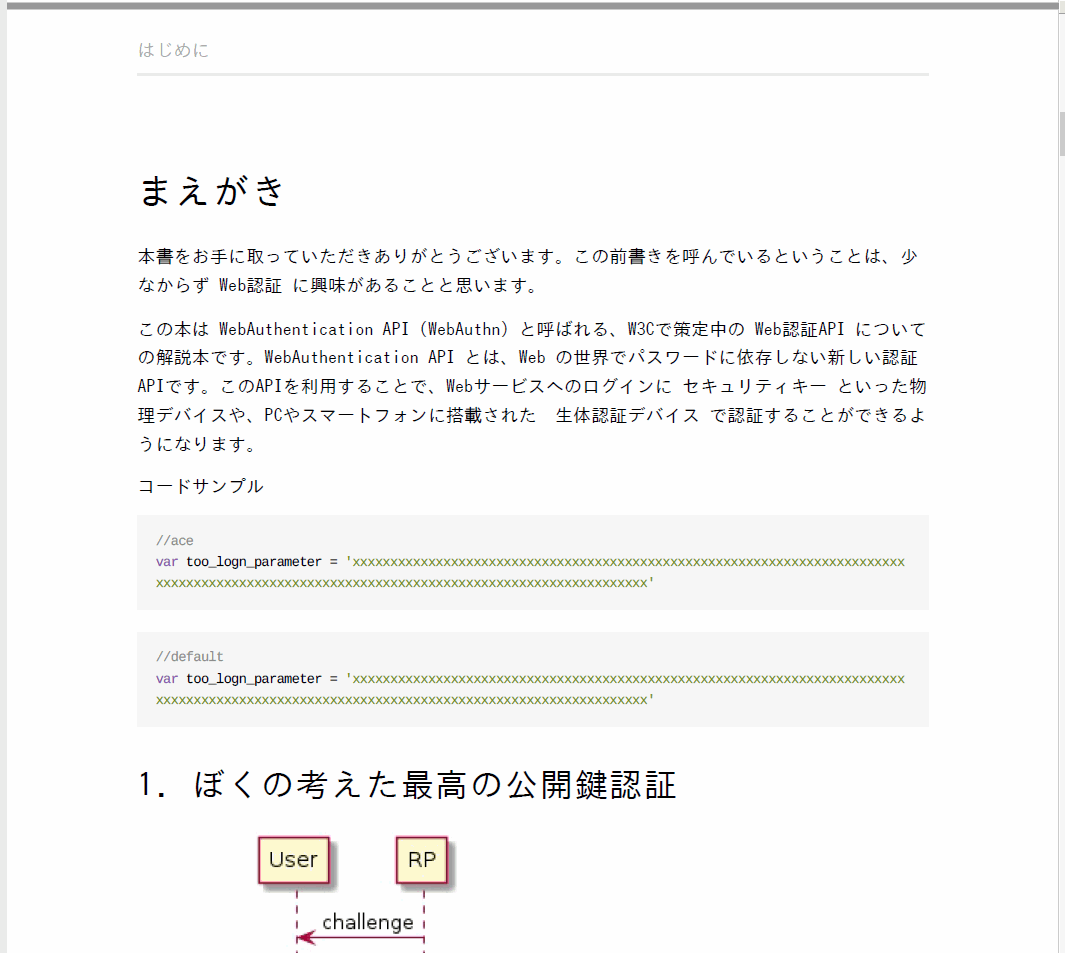 はじめに
まえがき
本書をお手に取っていただきありがとうございます。この前書きを呼んでいるということは、少
なからず Web認証 に興味があることと思います。
この本は WebAuthentication API（WebAuthn）と呼ばれる、W3Cで策定中の Web認証API について
の解説本です。WebAuthentication API とは、Web の世界でパスワードに依存しない新しい認証
APIです。このAPIを利用することで、Webサービスへのログインに セキュリティキー といった物
理デバイスや、PCやスマートフォンに搭載された　生体認証デバイス で認証することができるよ
うになります。
コードサンプル
//ace
var too_logn_parameter = 'xxxxxxxxxxxxxxxxxxxxxxxxxxxxxxxxxxxxxxxxxxxxxxxxxxxxxxxxxxxxxxxxxxxxxxxxx
xxxxxxxxxxxxxxxxxxxxxxxxxxxxxxxxxxxxxxxxxxxxxxxxxxxxxxxxxxxxxxxxx'
//default
var too_logn_parameter = 'xxxxxxxxxxxxxxxxxxxxxxxxxxxxxxxxxxxxxxxxxxxxxxxxxxxxxxxxxxxxxxxxxxxxxxxxx
xxxxxxxxxxxxxxxxxxxxxxxxxxxxxxxxxxxxxxxxxxxxxxxxxxxxxxxxxxxxxxxxx'
1. ぼくの考えた最高の公開鍵認証
User
RP
challenge